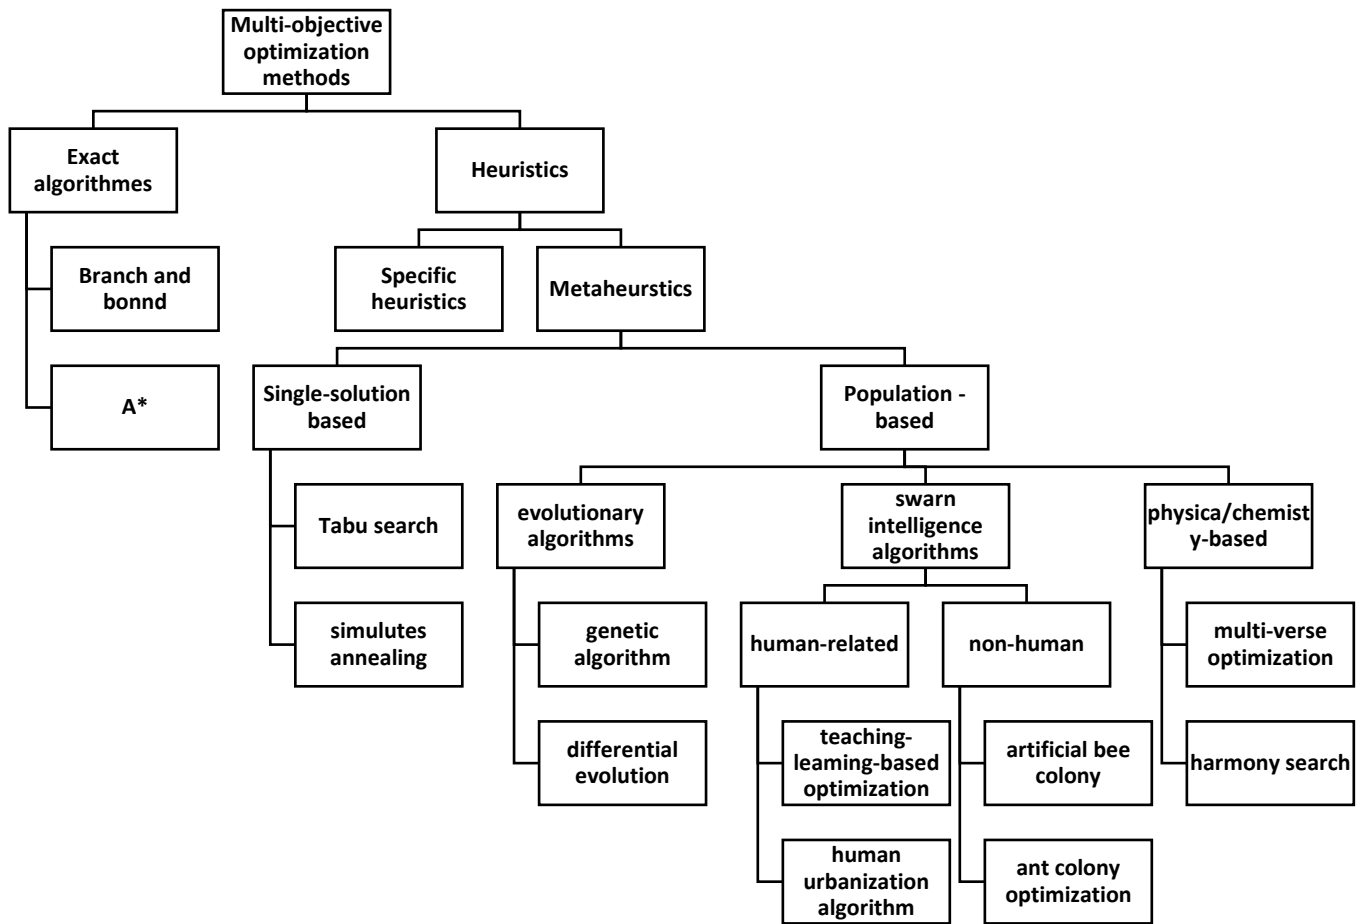 Multi-objective
optimization
methods
Exact
algorithmes
Heuristics
Branch and
bonnd
Specific
heuristics
Metaheurstics
A*
Single-solution
based
Population -
based
Tabu search
evolutionary
algorithms
swarn
intelligence
algorithms
physica/chemist
y-based
simulutes
annealing
genetic
algorithm
human-related
non-human
multi-verse
optimization
differential
evolution
teaching-
leaming-based
optimization
artificial bee
colony
harmony search
human
urbanization
algorithm
ant colony
optimization